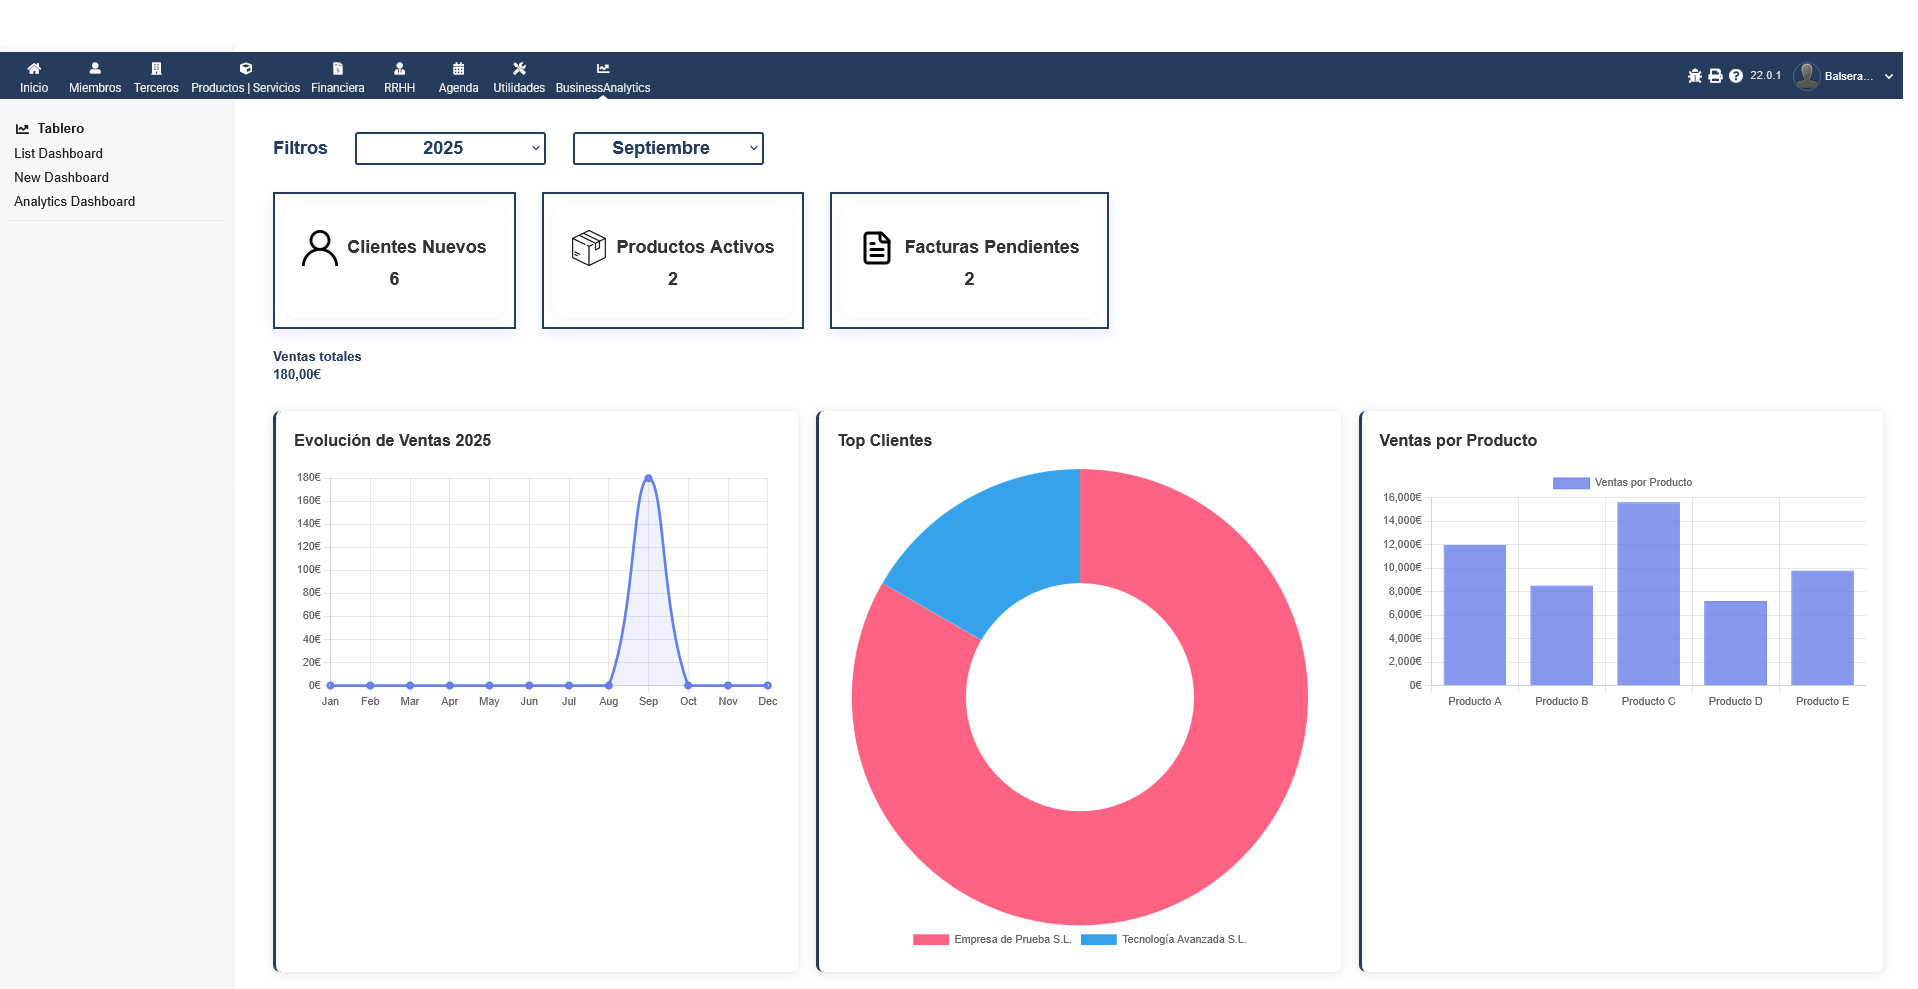 Inicio Miembros Terceros Productos | Servicios Financiera RRHH Agenda Utilidades BusinessAnalytics 22.0.1 Balsera...
Tablero
List Dashboard
New Dashboard
Analytics Dashboard
Filtros 2025 Septiembre
Clientes Nuevos
6
Productos Activos
2
Facturas Pendientes
2
Ventas totales
180,00€
Evolución de Ventas 2025
180€
160€
140€
120€
100€
80€
60€
40€
20€
0€
Jan Feb Mar Apr May Jun Jul Aug Sep Oct Nov Dec
Top Clientes
Empresa de Prueba S.L. Tecnología Avanzada S.L.
Ventas por Producto
Ventas por Producto
16,000€
14,000€
12,000€
10,000€
8,000€
6,000€
4,000€
2,000€
0€
Producto A Producto B Producto C Producto D Producto E